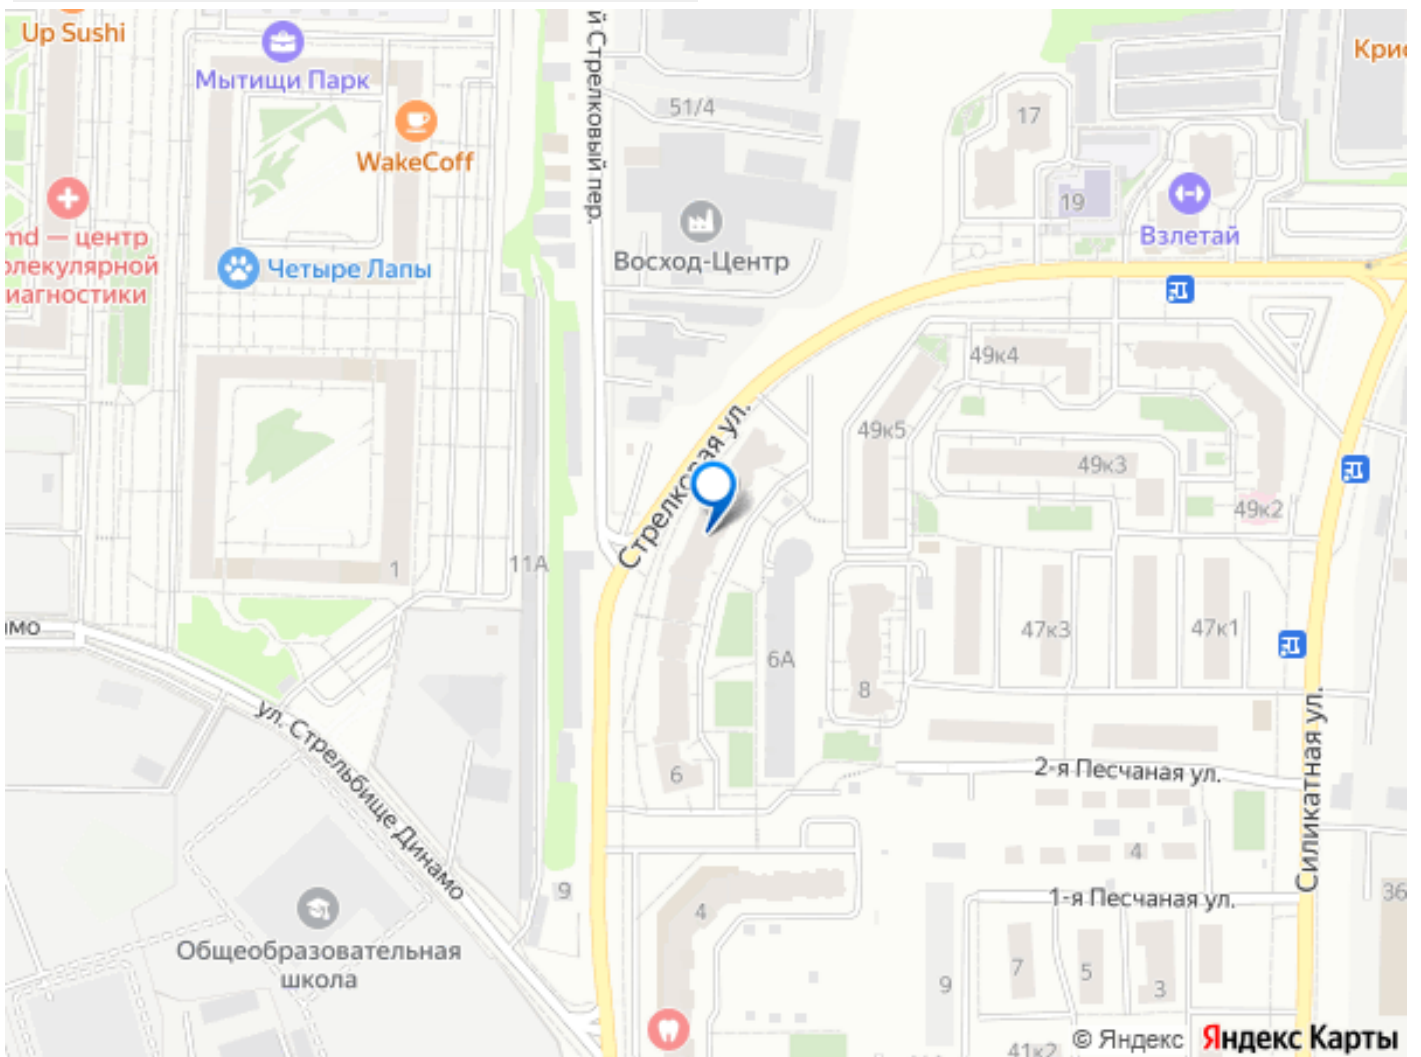 Up Sushi
Мытищи Парк
WakeCoff
md — центр
олекулярной
иагностики
Четыре Лапы
й Стрелковый пер.
51/4
Восход-Центр
17
19
Взлетай
Крис
49к4
49к5
49к3
49к2
Стрелковая ул.
1
11А
47к3
47к1
6А
8
6
ул. Стрельбище Динамо
амо
2-я Песчаная ул.
Силикатная ул.
4
1-я Песчаная ул.
36
9
4
Общеобразовательная
школа
9
7
5
3
41к2
© Яндекс
Яндекс Карты